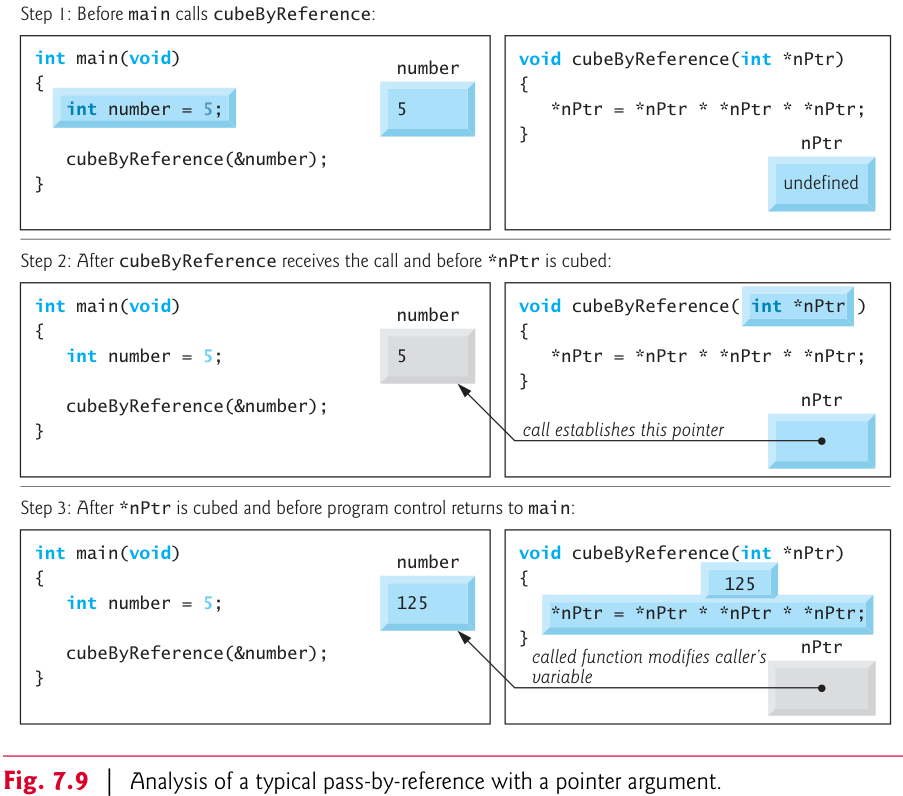 Step 1: Before main calls cubeByReference:
int main(void)
{
int number = 5;
cubeByReference(&number);
}
number
5
void cubeByReference(int *nPtr)
{
*nPtr = *nPtr * *nPtr * *nPtr;
}
nPtr
undefined
Step 2: After cubeByReference receives the call and before *nPtr is cubed:
int main(void)
{
int number = 5;
cubeByReference(&number);
}
number
5
void cubeByReference( int *nPtr )
{
*nPtr = *nPtr * *nPtr * *nPtr;
}
nPtr
call establishes this pointer
Step 3: After *nPtr is cubed and before program control returns to main:
int main(void)
{
int number = 5;
cubeByReference(&number);
}
number
125
void cubeByReference(int *nPtr)
{
125
*nPtr = *nPtr * *nPtr * *nPtr;
}
nPtr
called function modifies caller's
variable
Fig. 7.9 | Analysis of a typical pass-by-reference with a pointer argument.